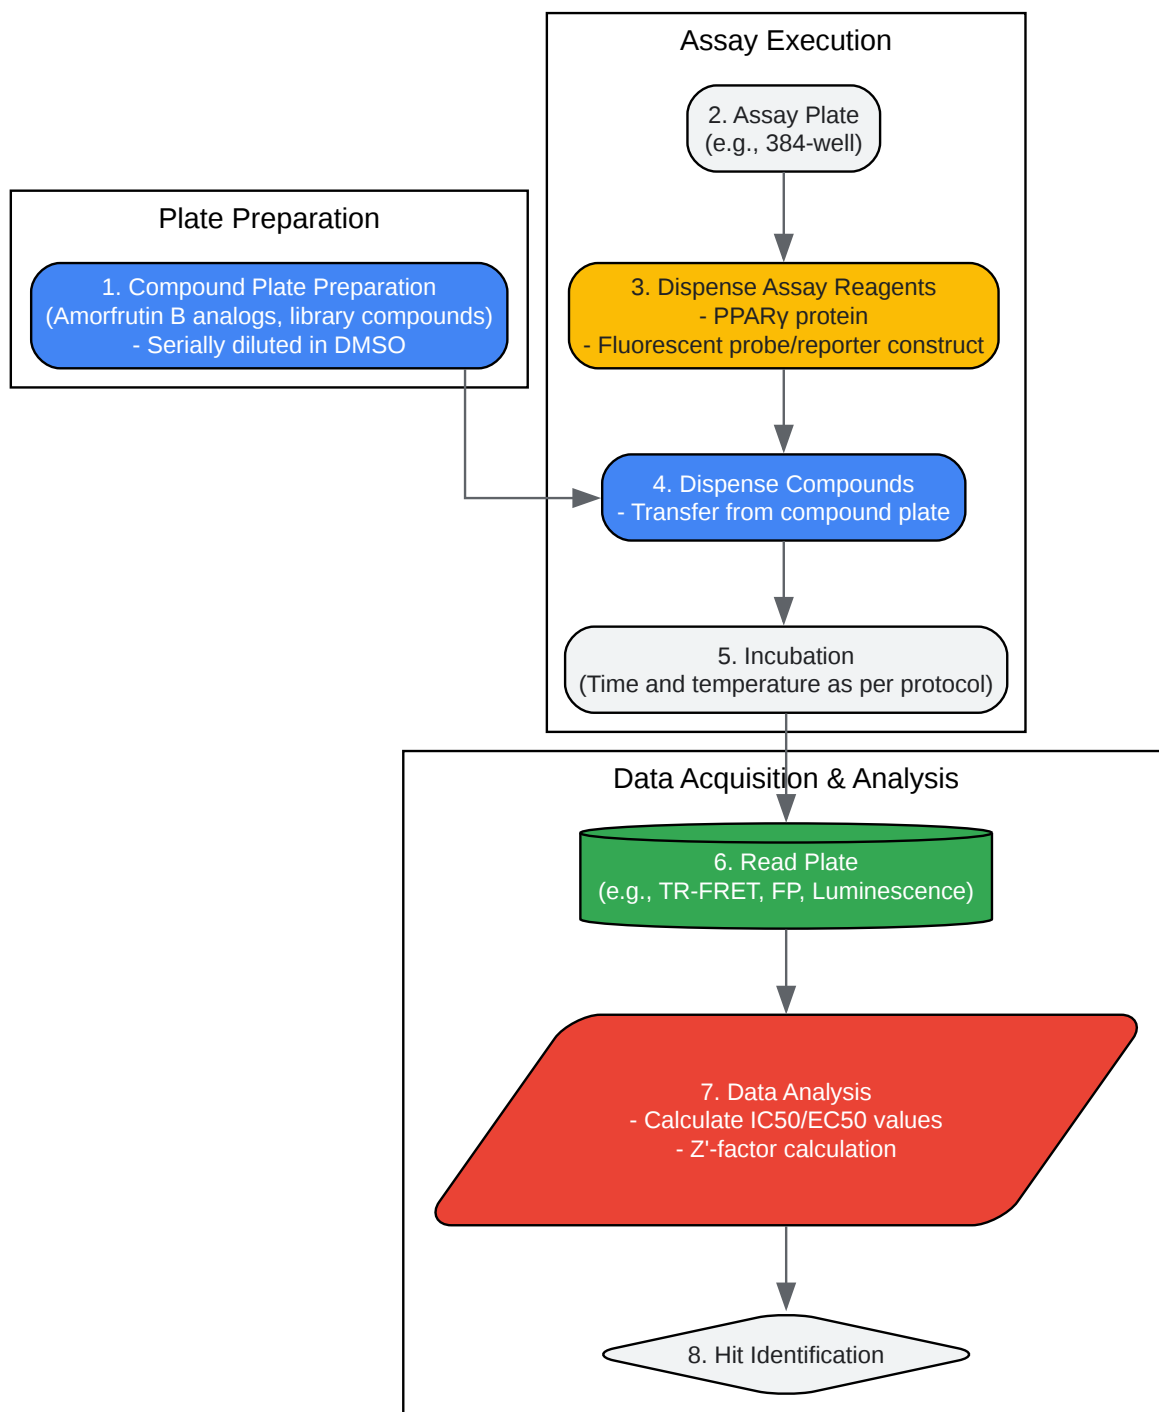 Assay Execution
2. Assay Plate
(e.g., 384-well)
Plate Preparation
1. Compound Plate Preparation
(Amorfrutin B analogs, library compounds)
- Serially diluted in DMSO
3. Dispense Assay Reagents
- PPARγ protein
- Fluorescent probe/reporter construct
4. Dispense Compounds
- Transfer from compound plate
5. Incubation
(Time and temperature as per protocol)
Data Acquisition & Analysis
6. Read Plate
(e.g., TR-FRET, FP, Luminescence)
7. Data Analysis
- Calculate IC50/EC50 values
- Z'-factor calculation
8. Hit Identification